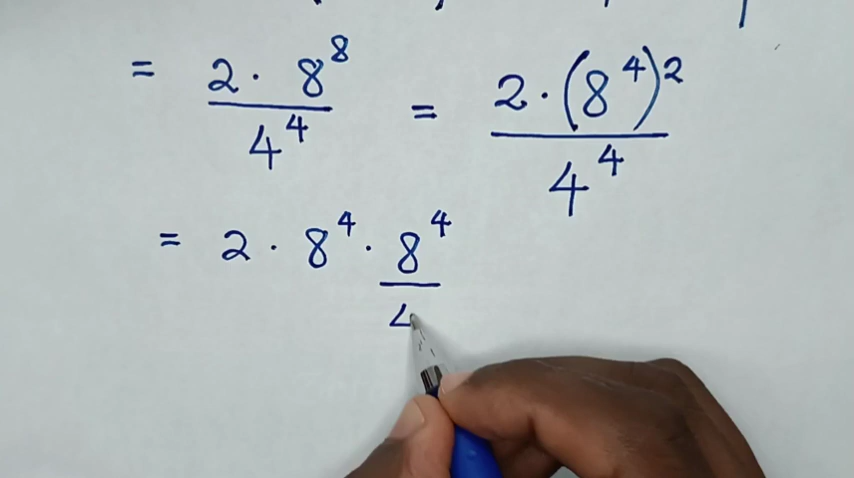 = 2 · 8^8 / 4^4 = 2 · (8^4)^2 / 4^4
= 2 · 8^4 · 8^4 / 4